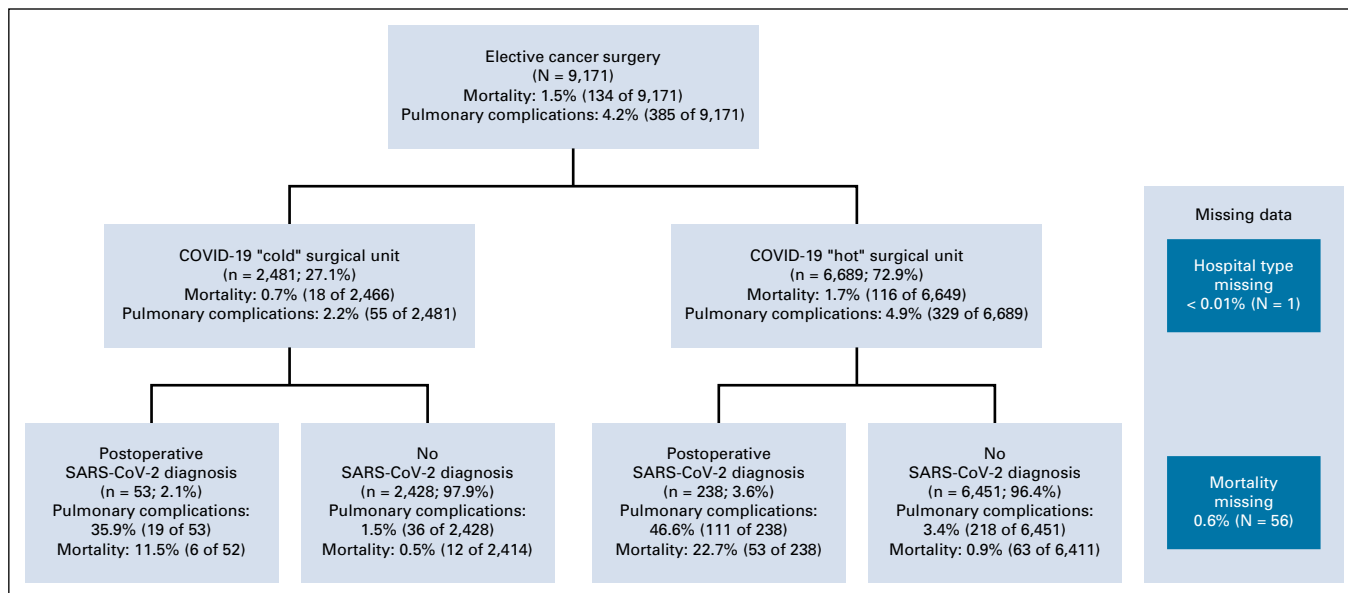 Elective cancer surgery
(N = 9,171)
Mortality: 1.5% (134 of 9,171)
Pulmonary complications: 4.2% (385 of 9,171)
COVID-19 "cold" surgical unit
(n = 2,481; 27.1%)
Mortality: 0.7% (18 of 2,466)
Pulmonary complications: 2.2% (55 of 2,481)
COVID-19 "hot" surgical unit
(n = 6,689; 72.9%)
Mortality: 1.7% (116 of 6,649)
Pulmonary complications: 4.9% (329 of 6,689)
Postoperative
SARS-CoV-2 diagnosis
(n = 53; 2.1%)
Pulmonary complications:
35.9% (19 of 53)
Mortality: 11.5% (6 of 52)
No
SARS-CoV-2 diagnosis
(n = 2,428; 97.9%)
Pulmonary complications:
1.5% (36 of 2,428)
Mortality: 0.5% (12 of 2,414)
Postoperative
SARS-CoV-2 diagnosis
(n = 238; 3.6%)
Pulmonary complications:
46.6% (111 of 238)
Mortality: 22.7% (53 of 238)
No
SARS-CoV-2 diagnosis
(n = 6,451; 96.4%)
Pulmonary complications:
3.4% (218 of 6,451)
Mortality: 0.9% (63 of 6,411)
Missing data
Hospital type
missing
< 0.01% (N = 1)
Mortality
missing
0.6% (N = 56)